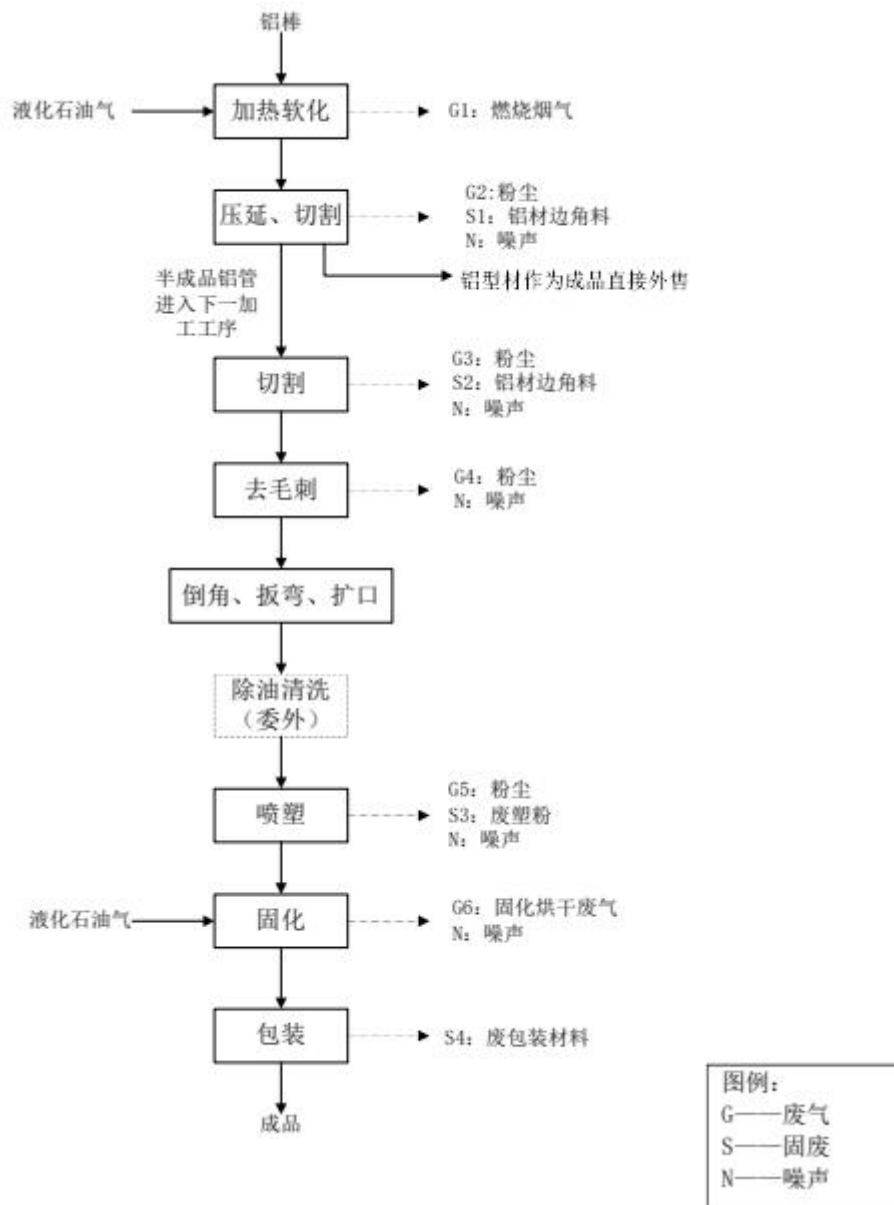 铝棒
液化石油气
加热软化
G1：燃烧烟气
压延、切割
G2:粉尘
S1：铝材边角料
N：噪声
铝型材作为成品直接外售
半成品铝管
进入下一加
工工序
切割
G3：粉尘
S2：铝材边角料
N：噪声
去毛刺
G4：粉尘
N：噪声
倒角、扳弯、扩口
除油清洗
（委外）
喷塑
G5：粉尘
S3：废塑粉
N：噪声
液化石油气
固化
G6：固化烘干废气
N：噪声
包装
S4：废包装材料
成品
图例：
G——废气
S——固废
N——噪声